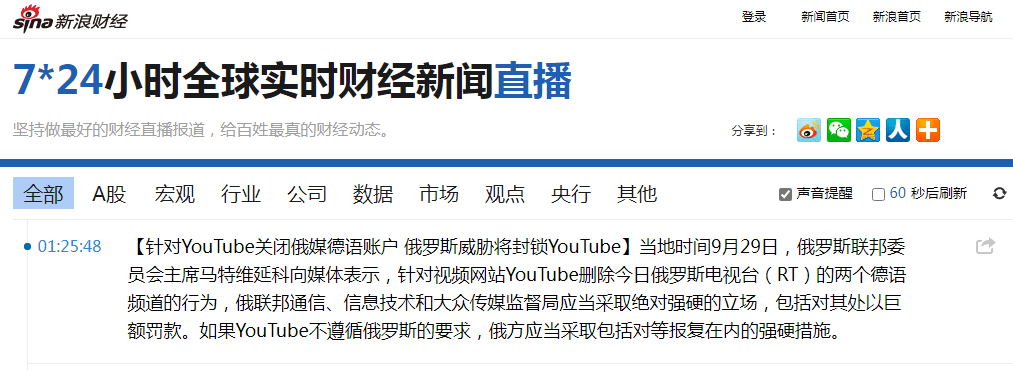 sina 新浪财经 登录 新闻首页 新浪首页 新浪导航
7*24小时全球实时财经新闻直播
坚持做最好的财经直播报道，给百姓最真的财经动态。 分享到：
全部 A股 宏观 行业 公司 数据 市场 观点 央行 其他 声音提醒 60 秒后刷新
01:25:48 【针对YouTube关闭俄媒德语账户 俄罗斯威胁将封锁YouTube】当地时间9月29日，俄罗斯联邦委
员会主席马特维延科向媒体表示，针对视频网站YouTube删除今日俄罗斯电视台（RT）的两个德语
频道的行为，俄联邦通信、信息技术和大众传媒监督局应当采取绝对强硬的立场，包括对其处以巨
额罚款。如果YouTube不遵循俄罗斯的要求，俄方应当采取包括对等报复在内的强硬措施。